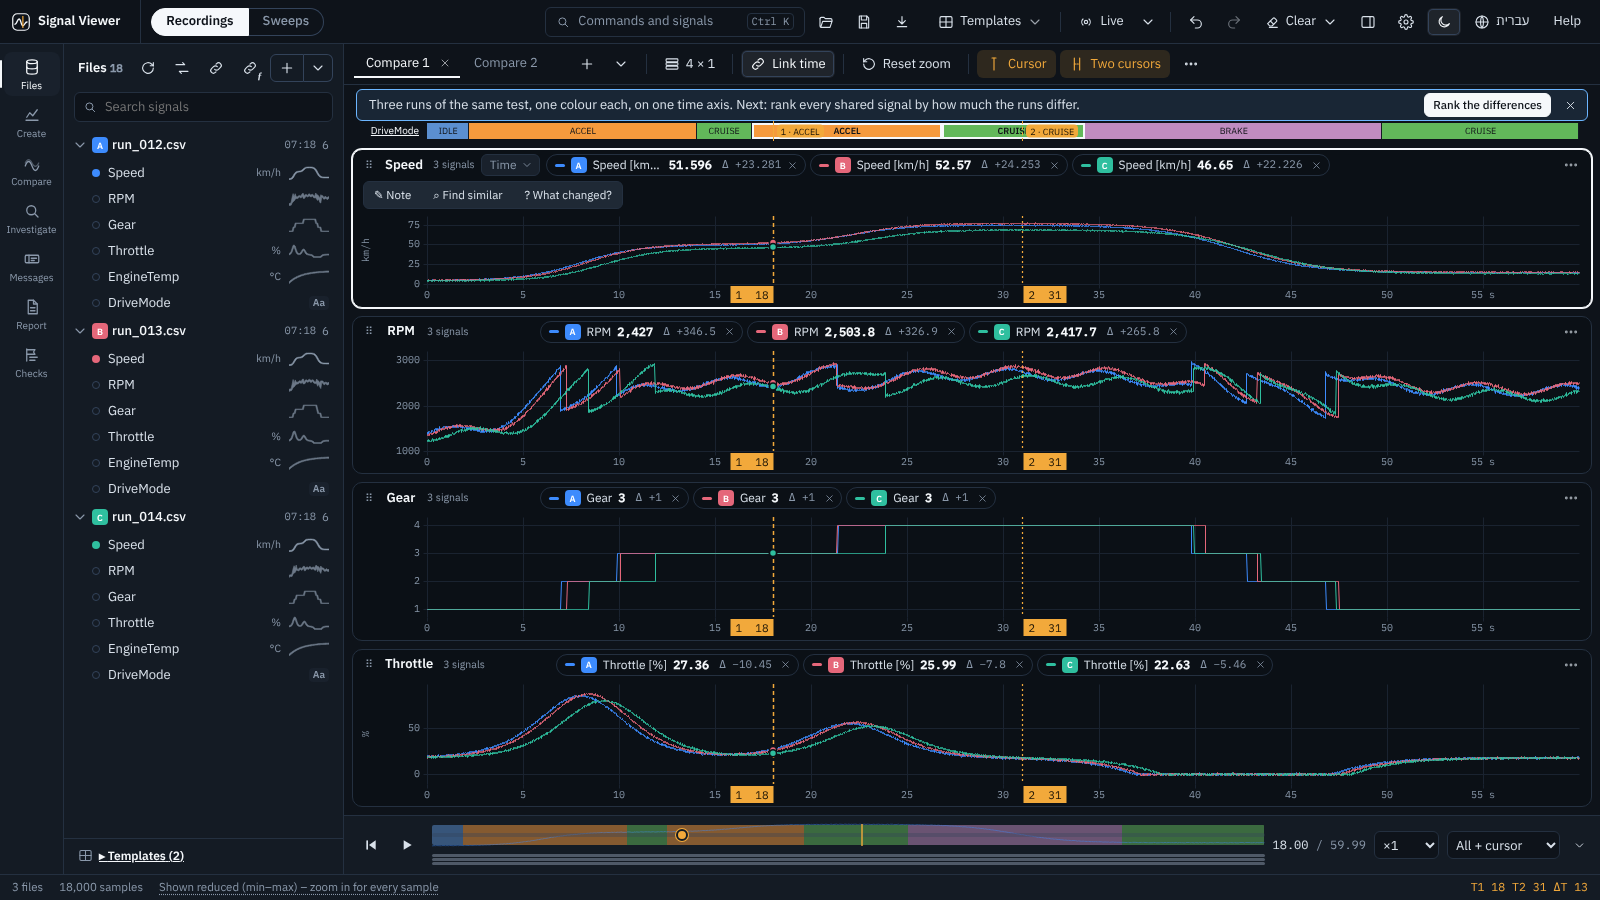 Signal Viewer
Recordings Sweeps
Commands and signals Ctrl K
Templates Live Clear עברית Help
Files 18
Compare 1 × Compare 2
4 × 1 Link time Reset zoom Cursor Two cursors
Files
Create
Compare
Investigate
Messages
Report
Checks
Search signals
A run_012.csv 07:18 6
Speed km/h
RPM
Gear
Throttle %
EngineTemp °C
DriveMode Aa
B run_013.csv 07:18 6
Speed km/h
RPM
Gear
Throttle %
EngineTemp °C
DriveMode Aa
C run_014.csv 07:18 6
Speed km/h
RPM
Gear
Throttle %
EngineTemp °C
DriveMode Aa
▸ Templates (2)
Three runs of the same test, one colour each, on one time axis. Next: rank every shared signal by how much the runs differ. Rank the differences ×
DriveMode IDLE ACCEL CRUISE 1 · ACCEL ACCEL 2 · CRUISE BRAKE CRUISE
Speed 3 signals Time A Speed [km... 51.596 Δ +23.281 × B Speed [km/h] 52.57 Δ +24.253 × C Speed [km/h] 46.65 Δ +22.226 ×
✎ Note ⌕ Find similar ? What changed?
km/h
75
50
25
0
0 5 10 15 1 18 20 25 30 2 31 35 40 45 50 55 s
RPM 3 signals A RPM 2,427 Δ +346.5 × B RPM 2,503.8 Δ +326.9 × C RPM 2,417.7 Δ +265.8 ×
3000
2000
1000
0 5 10 15 1 18 20 25 30 2 31 35 40 45 50 55 s
Gear 3 signals A Gear 3 Δ +1 × B Gear 3 Δ +1 × C Gear 3 Δ +1 ×
4
3
2
1
0 5 10 15 1 18 20 25 30 2 31 35 40 45 50 55 s
Throttle 3 signals A Throttle [%] 27.36 Δ −10.45 × B Throttle [%] 25.99 Δ −7.8 × C Throttle [%] 22.63 Δ −5.46 ×
%
50
0
0 5 10 15 1 18 20 25 30 2 31 35 40 45 50 55 s
18.00 / 59.99 ×1 All + cursor
3 files 18,000 samples Shown reduced (min–max) – zoom in for every sample T1 18 T2 31 ΔT 13